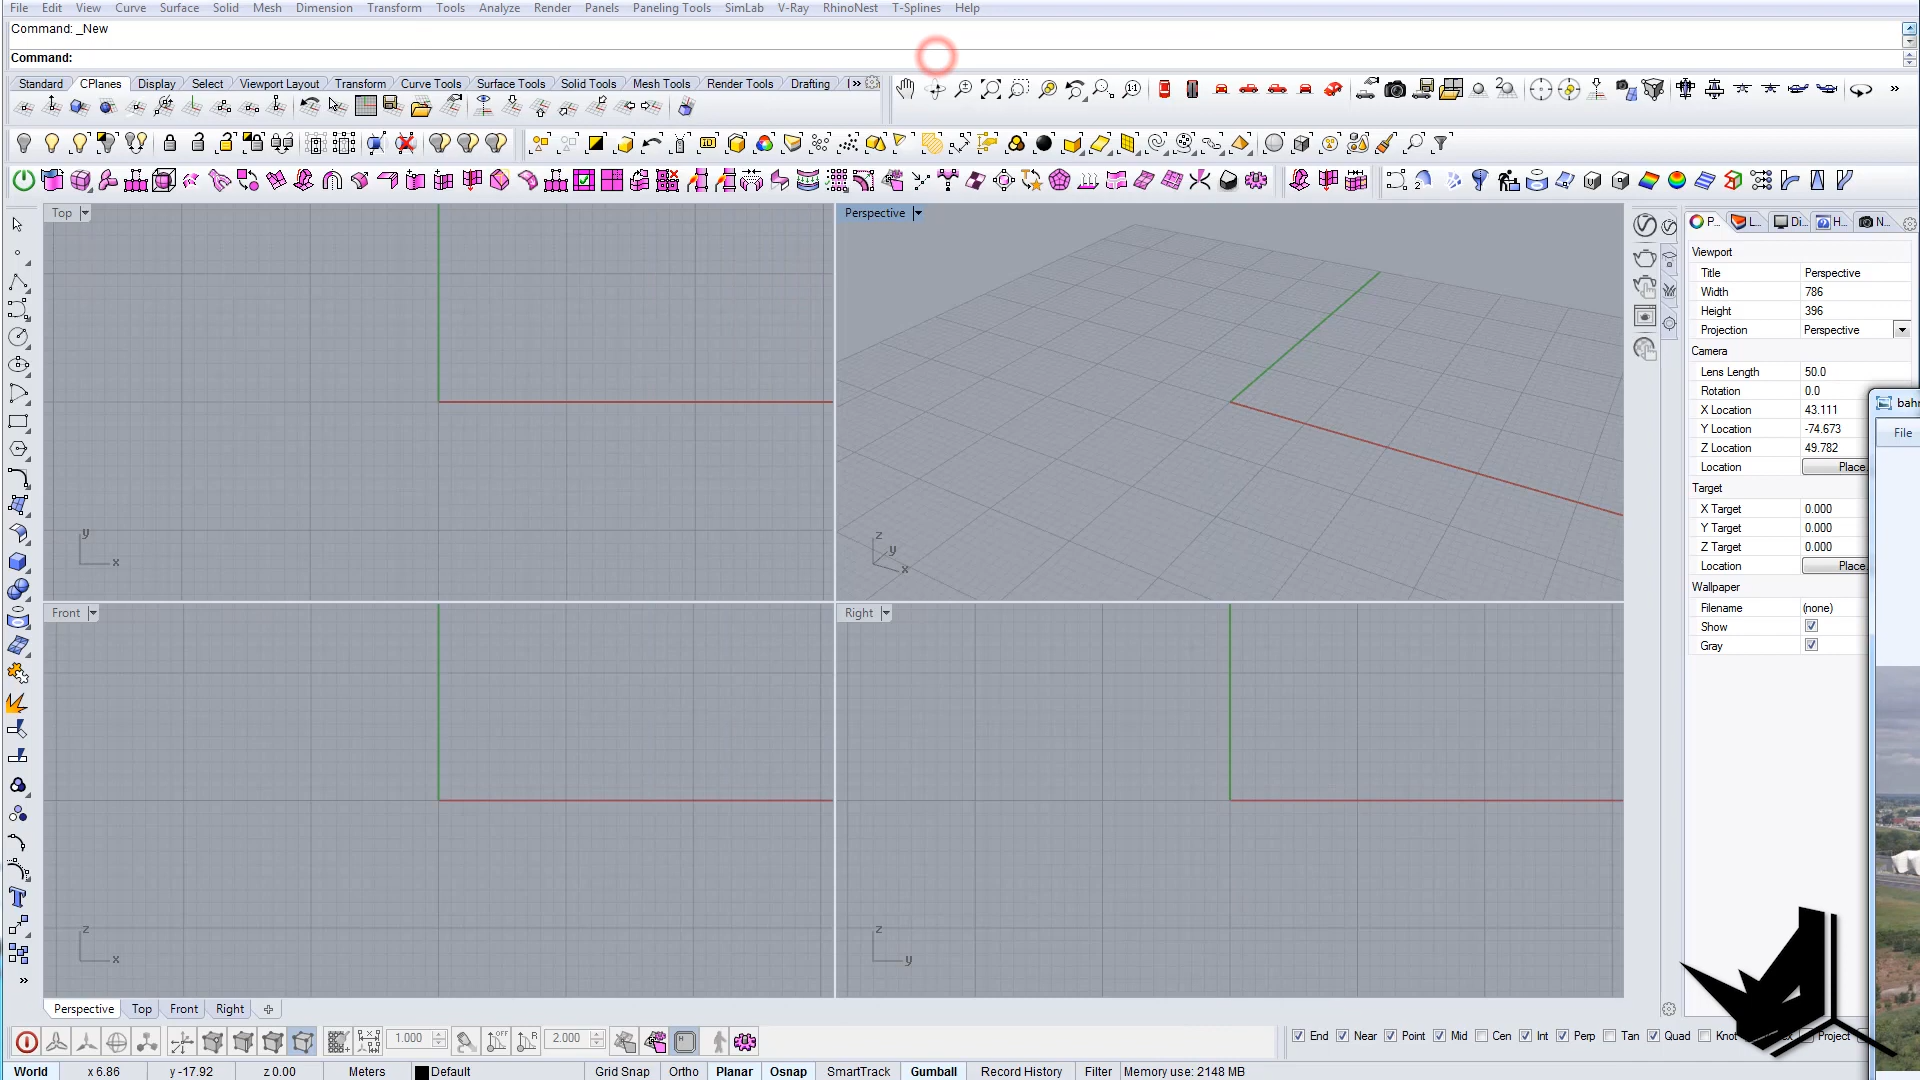 File Edit View Curve Surface Solid Mesh Dimension Transform Tools Analyze Render Panels Paneling Tools SimLab V-Ray RhinoNest T-Splines Help
Command: _New
Command:
Standard CPlanes Display Select Viewport Layout Transform Curve Tools Surface Tools Solid Tools Mesh Tools Render Tools Drafting
Top
Perspective
P... L... Di... H... N...
Viewport
Title Perspective
Width 786
Height 396
Projection Perspective
Camera
Lens Length 50.0
Rotation 0.0
X Location 43.111
Y Location -74.673
Z Location 49.782
Location Place.
Target
X Target 0.000
Y Target 0.000
Z Target 0.000
Location Place.
Wallpaper
Filename (none)
Show
Gray
bahn
File
y
x
z
y
x
Front
Right
z
x
z
y
Perspective Top Front Right
1.000 2.000
End Near Point Mid Cen Int Perp Tan Quad Knot Project
World x 6.86 y -17.92 z 0.00 Meters Default Grid Snap Ortho Planar Osnap SmartTrack Gumball Record History Filter Memory use: 2148 MB